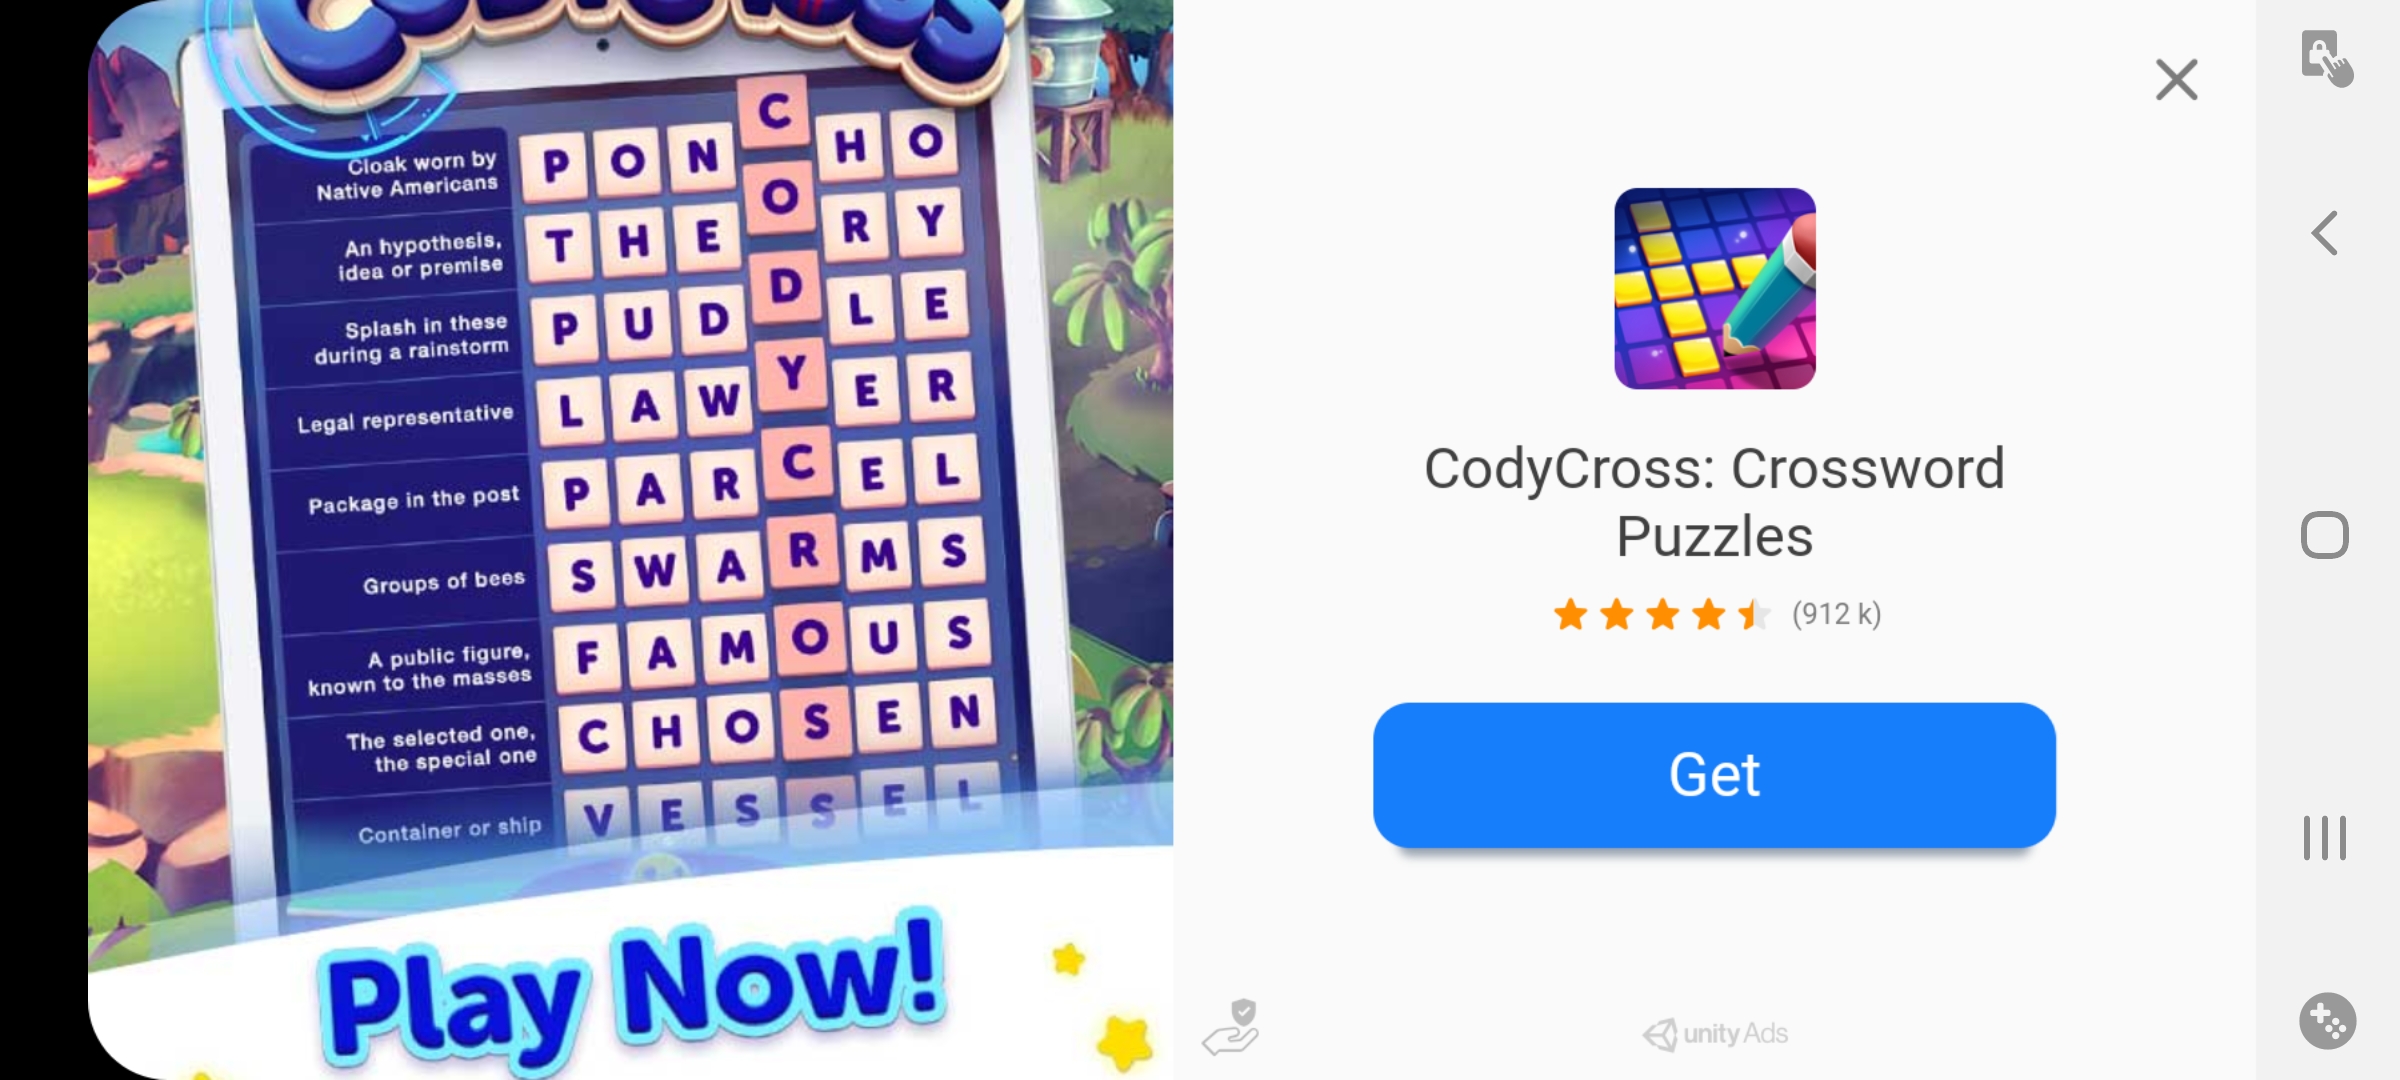 Cloak worn by
Native Americans
P O N C H O
An hypothesis,
idea or premise
T H E O R Y
Splash in these
during a rainstorm
P U D D L E
Legal representative
L A W Y E R
Package in the post
P A R C E L
Groups of bees
S W A R M S
A public figure,
known to the masses
F A M O U S
The selected one,
the special one
C H O S E N
Container or ship
V E S S E L
Play Now!
CodyCross: Crossword
Puzzles
(912 k)
Get
unityAds